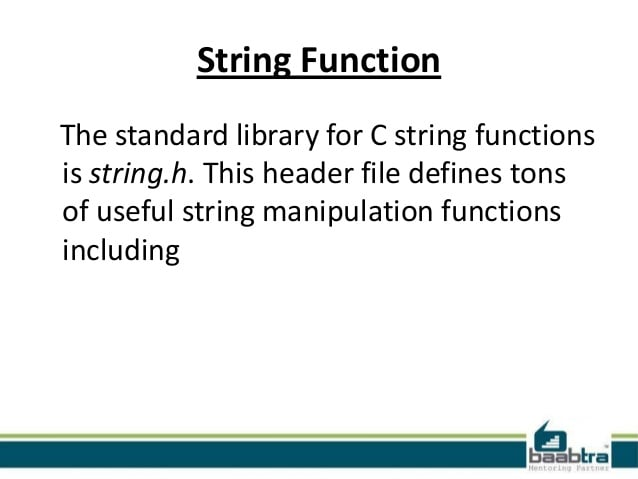 String Function
The standard library for C string functions
is string.h. This header file defines tons
of useful string manipulation functions
including
baabtra
Mentoring Partner